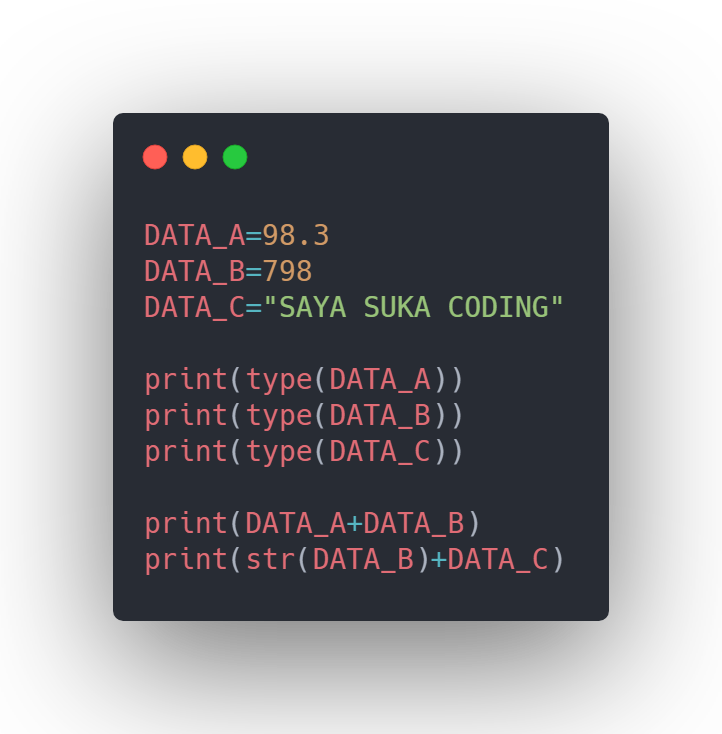 DATA_A=98.3
DATA_B=798
DATA_C="SAYA SUKA CODING"
print(type(DATA_A))
print(type(DATA_B))
print(type(DATA_C))
print(DATA_A+DATA_B)
print(str(DATA_B)+DATA_C)